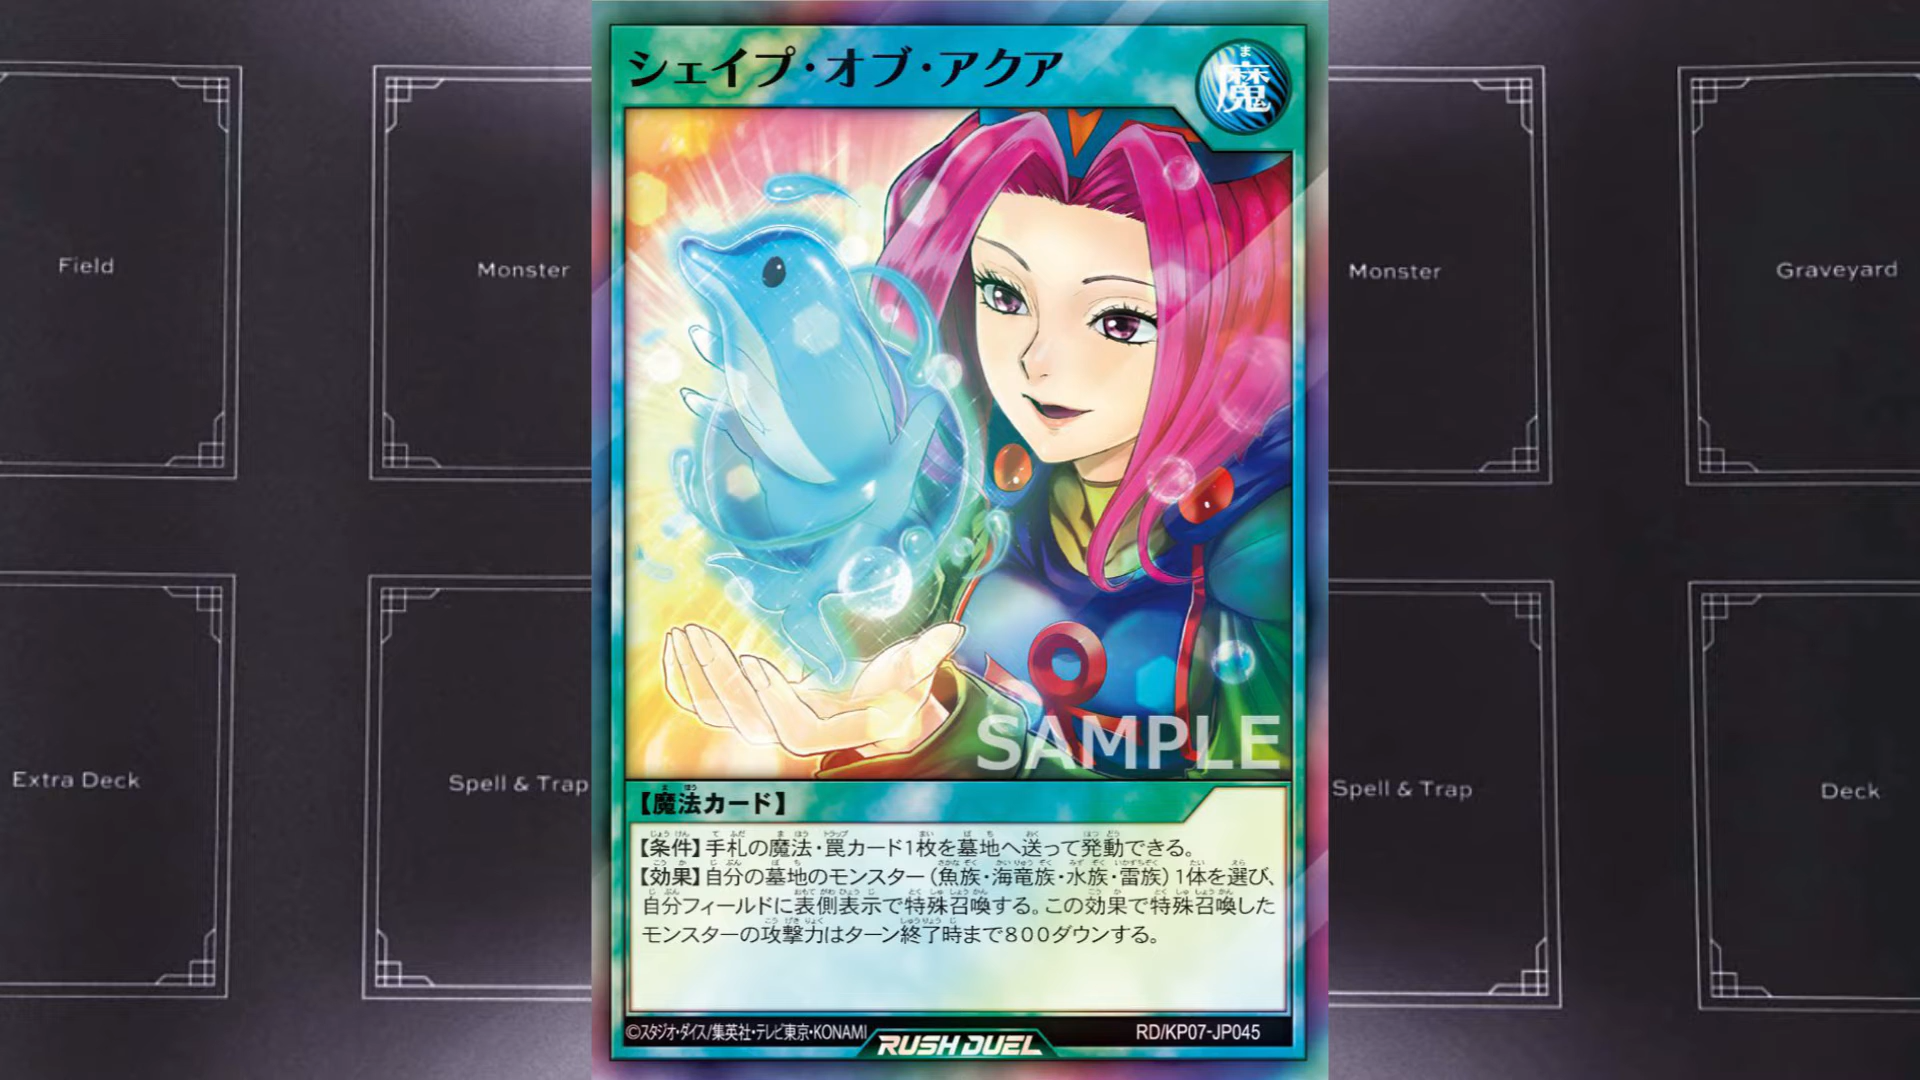 シェイプ・オブ・アクア
ま
魔
Field
Monster
Monster
Graveyard
SAMPLE
Extra Deck
Spell & Trap
Spell & Trap
Deck
【魔法カード】
【条件】手札の魔法・罠カード1枚を墓地へ送って発動できる。
【効果】自分の墓地のモンスター(魚族・海竜族・水族・雷族)1体を選び、
自分フィールドに表側表示で特殊召喚する。この効果で特殊召喚した
モンスターの攻撃力はターン終了時まで800ダウンする。
©スタジオ・ダイス/集英社・テレビ東京・KONAMI
RUSH DUEL
RD/KP07-JP045